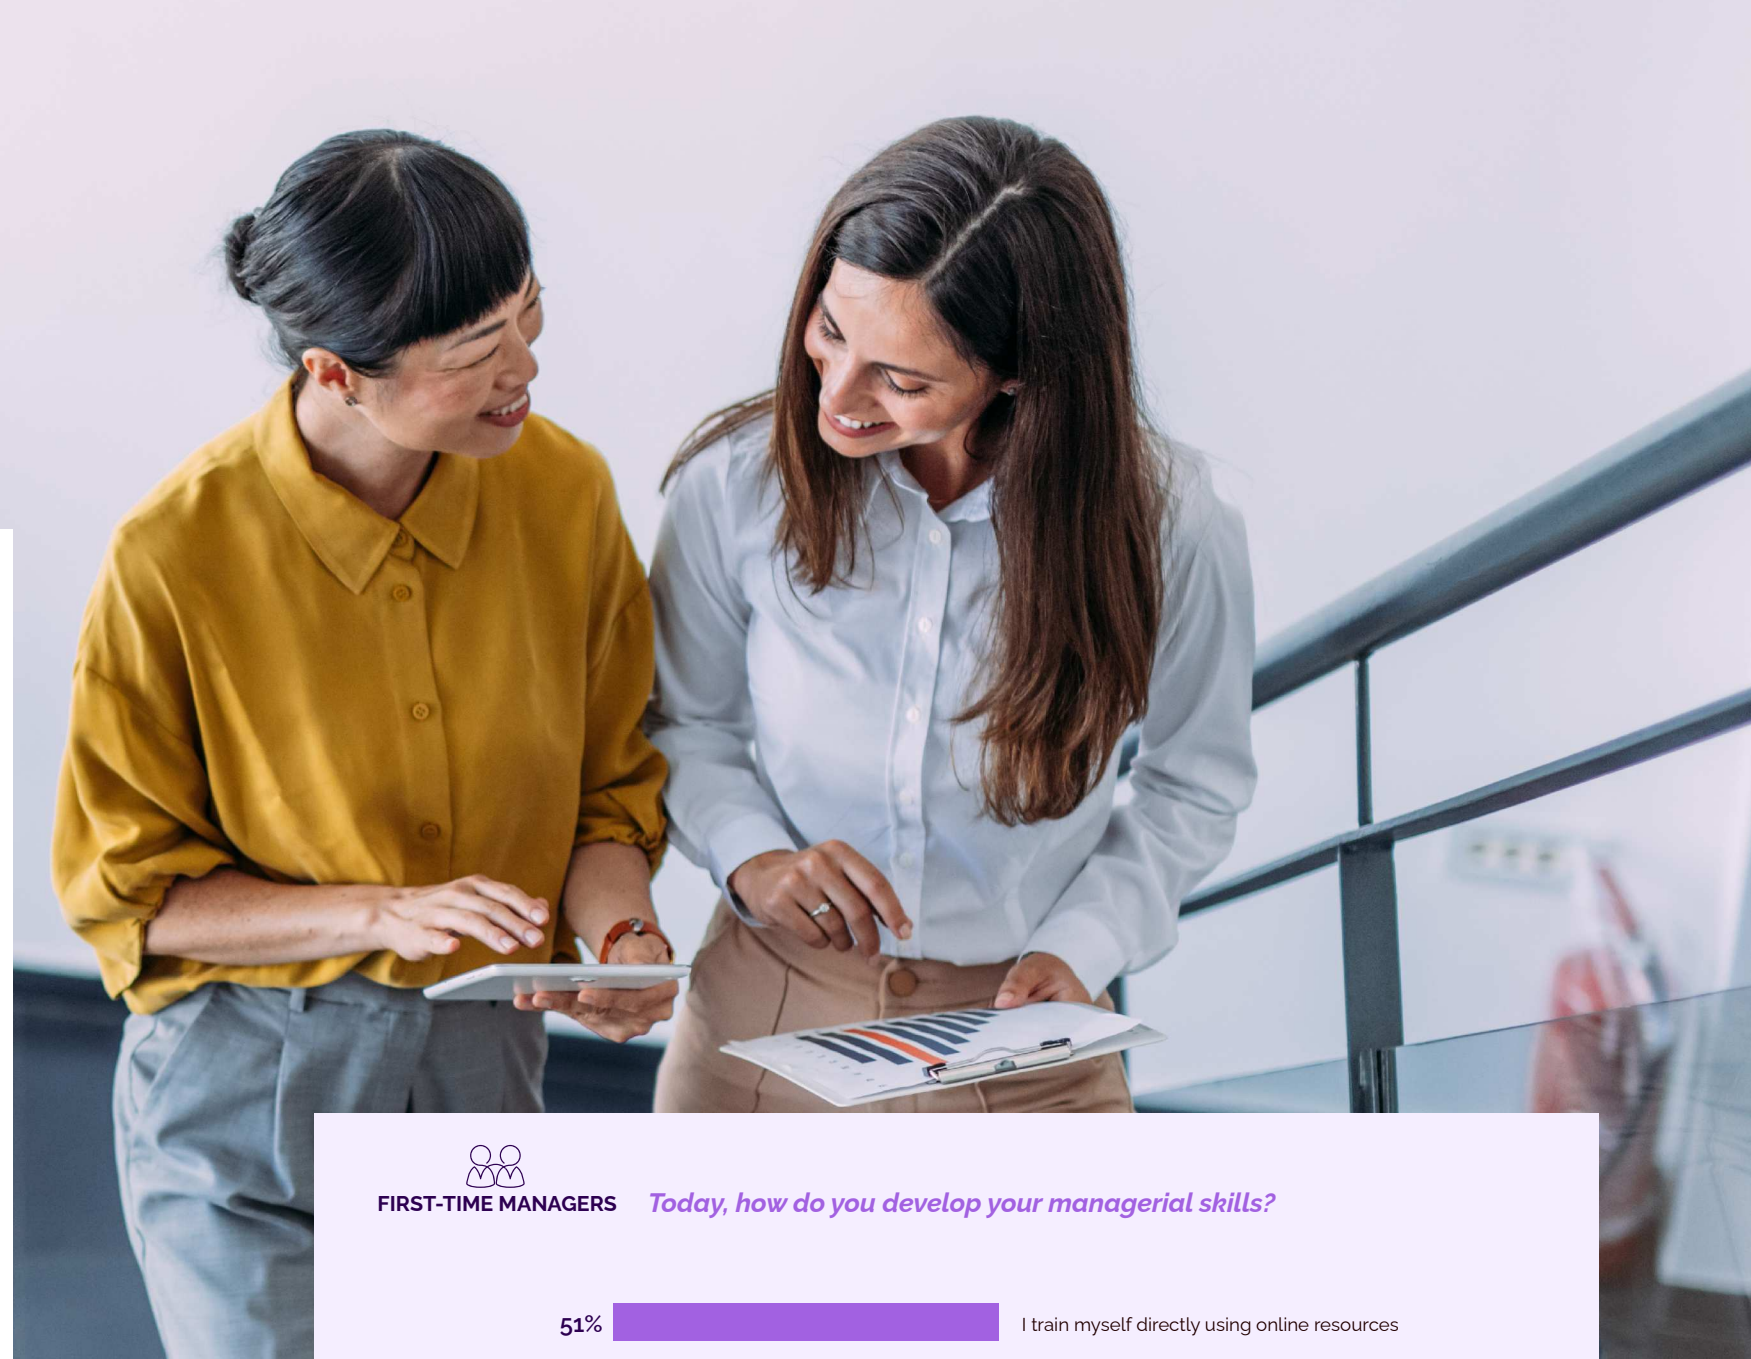 FIRST-TIME MANAGERS
Today, how do you develop your managerial skills?
51%
I train myself directly using online resources